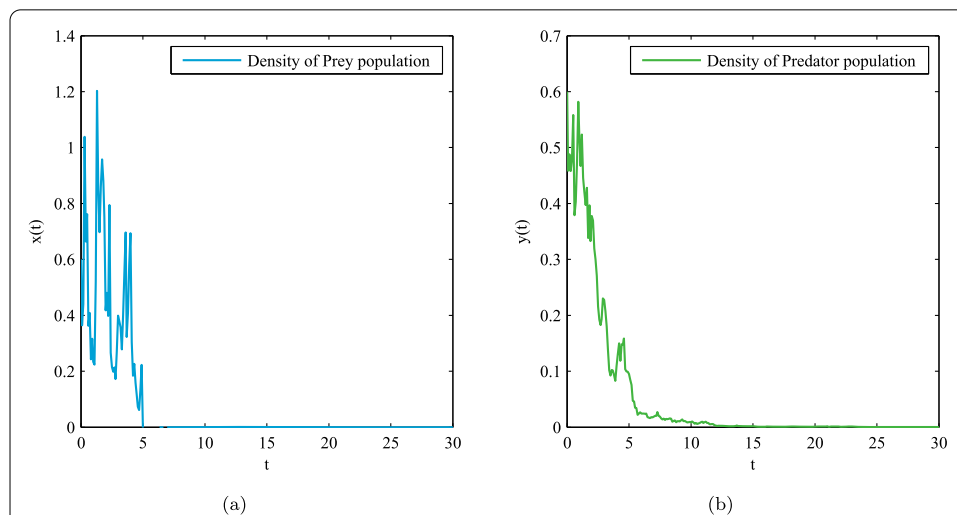 1.4
1.2
1
0.8
0.6
0.4
0.2
0
0 5 10 15 20 25 30
x(t)
t
Density of Prey population
(a)
0.7
0.6
0.5
0.4
0.3
0.2
0.1
0
0 5 10 15 20 25 30
y(t)
t
Density of Predator population
(b)